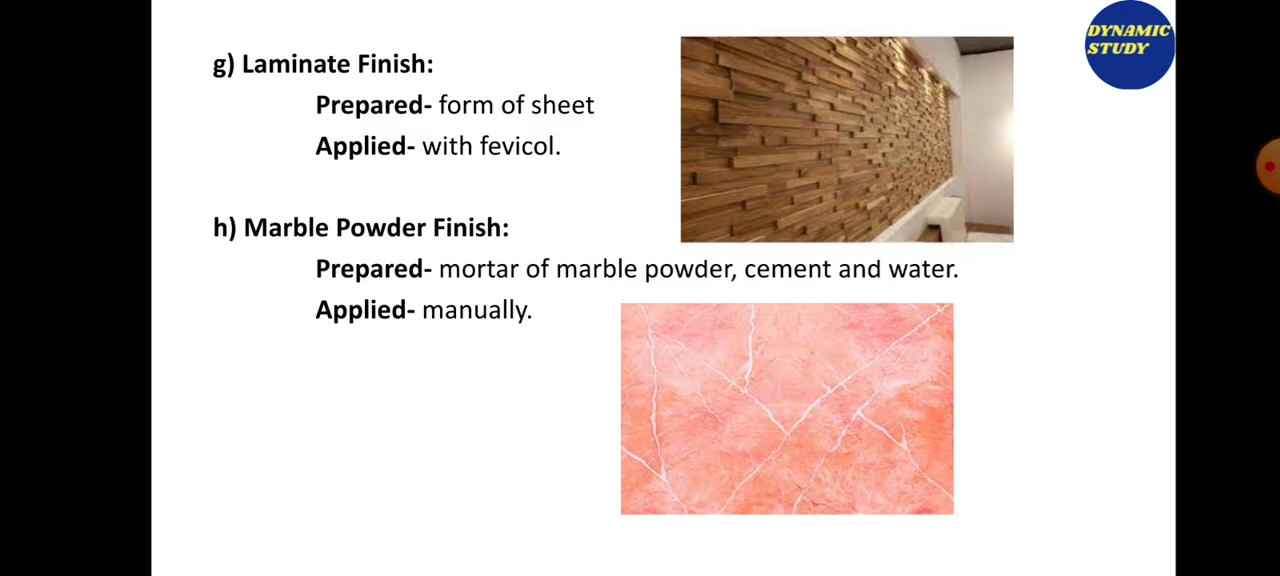 DYNAMIC
STUDY
g) Laminate Finish:
Prepared- form of sheet
Applied- with fevicol.
h) Marble Powder Finish:
Prepared- mortar of marble powder, cement and water.
Applied- manually.